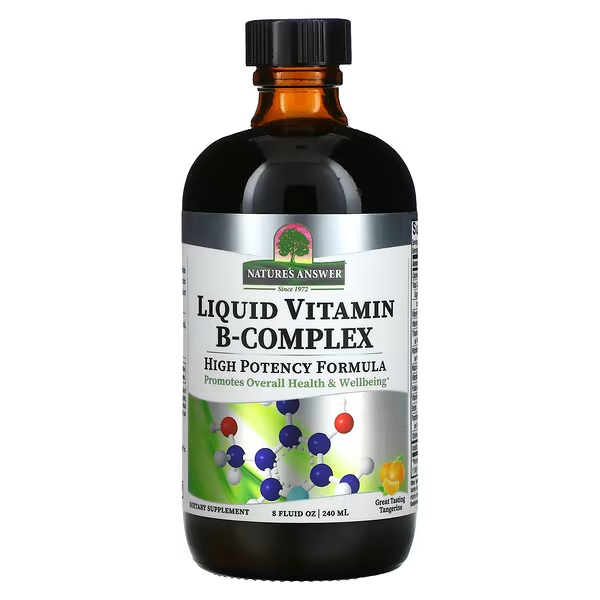 NATURE'S ANSWER
Since 1972
LIQUID VITAMIN
B-COMPLEX
HIGH POTENCY FORMULA
Promotes Overall Health & Wellbeing*
Great Tasting
Tangerine
DIETARY SUPPLEMENT
8 FLUID OZ | 240 ML